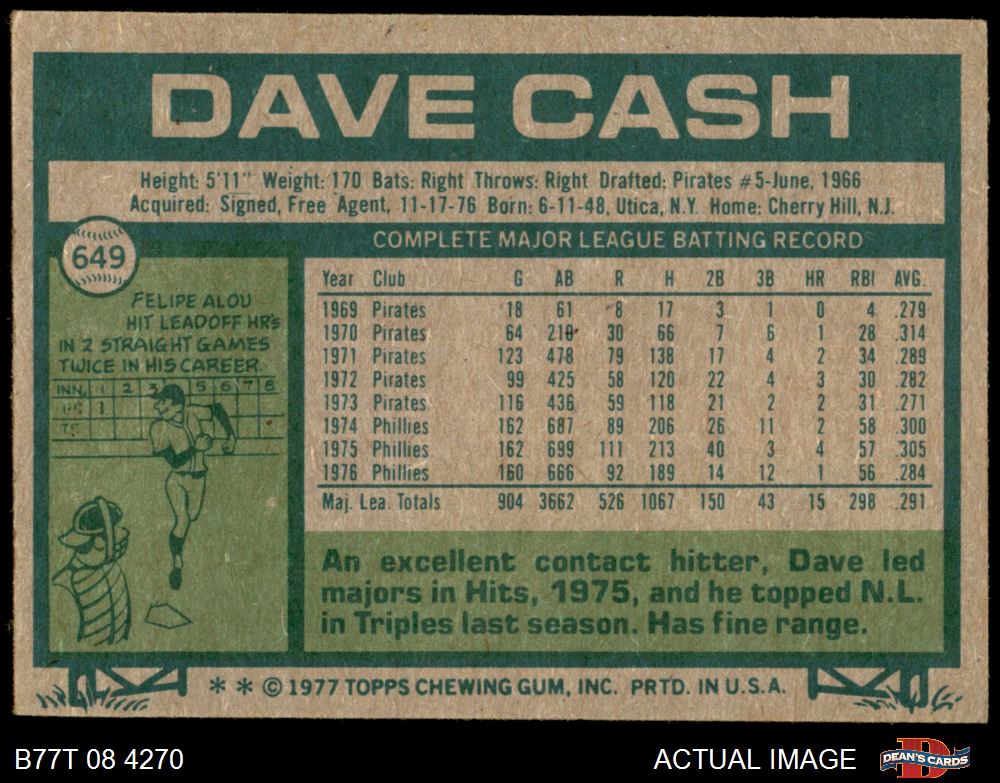 DAVE CASH
Height: 5'11" Weight: 170 Bats: Right Throws: Right Drafted: Pirates #5-June, 1966
Acquired: Signed, Free Agent, 11-17-76 Born: 6-11-48, Utica, N.Y. Home: Cherry Hill, N.J.
649
COMPLETE MAJOR LEAGUE BATTING RECORD
FELIPE ALOU
HIT LEADOFF HR's
IN 2 STRAIGHT GAMES
TWICE IN HIS CAREER.
INN. 1 2 3 5 6 7 8
1
Year Club G AB R H 2B 3B HR RBI AVG.
1969 Pirates 18 61 8 17 3 1 0 4 .279
1970 Pirates 64 210 30 66 7 6 1 28 .314
1971 Pirates 123 478 79 138 17 4 2 34 .289
1972 Pirates 99 425 58 120 22 4 3 30 .282
1973 Pirates 116 436 59 118 21 2 2 31 .271
1974 Phillies 162 687 89 206 26 11 2 58 .300
1975 Phillies 162 699 111 213 40 3 4 57 .305
1976 Phillies 160 666 92 189 14 12 1 56 .284
Maj. Lea. Totals 904 3662 526 1067 150 43 15 298 .291
An excellent contact hitter, Dave led
majors in Hits, 1975, and he topped N.L.
in Triples last season. Has fine range.
* * © 1977 TOPPS CHEWING GUM, INC. PRTD. IN U.S.A.
B77T 08 4270
ACTUAL IMAGE
DEAN'S CARDS